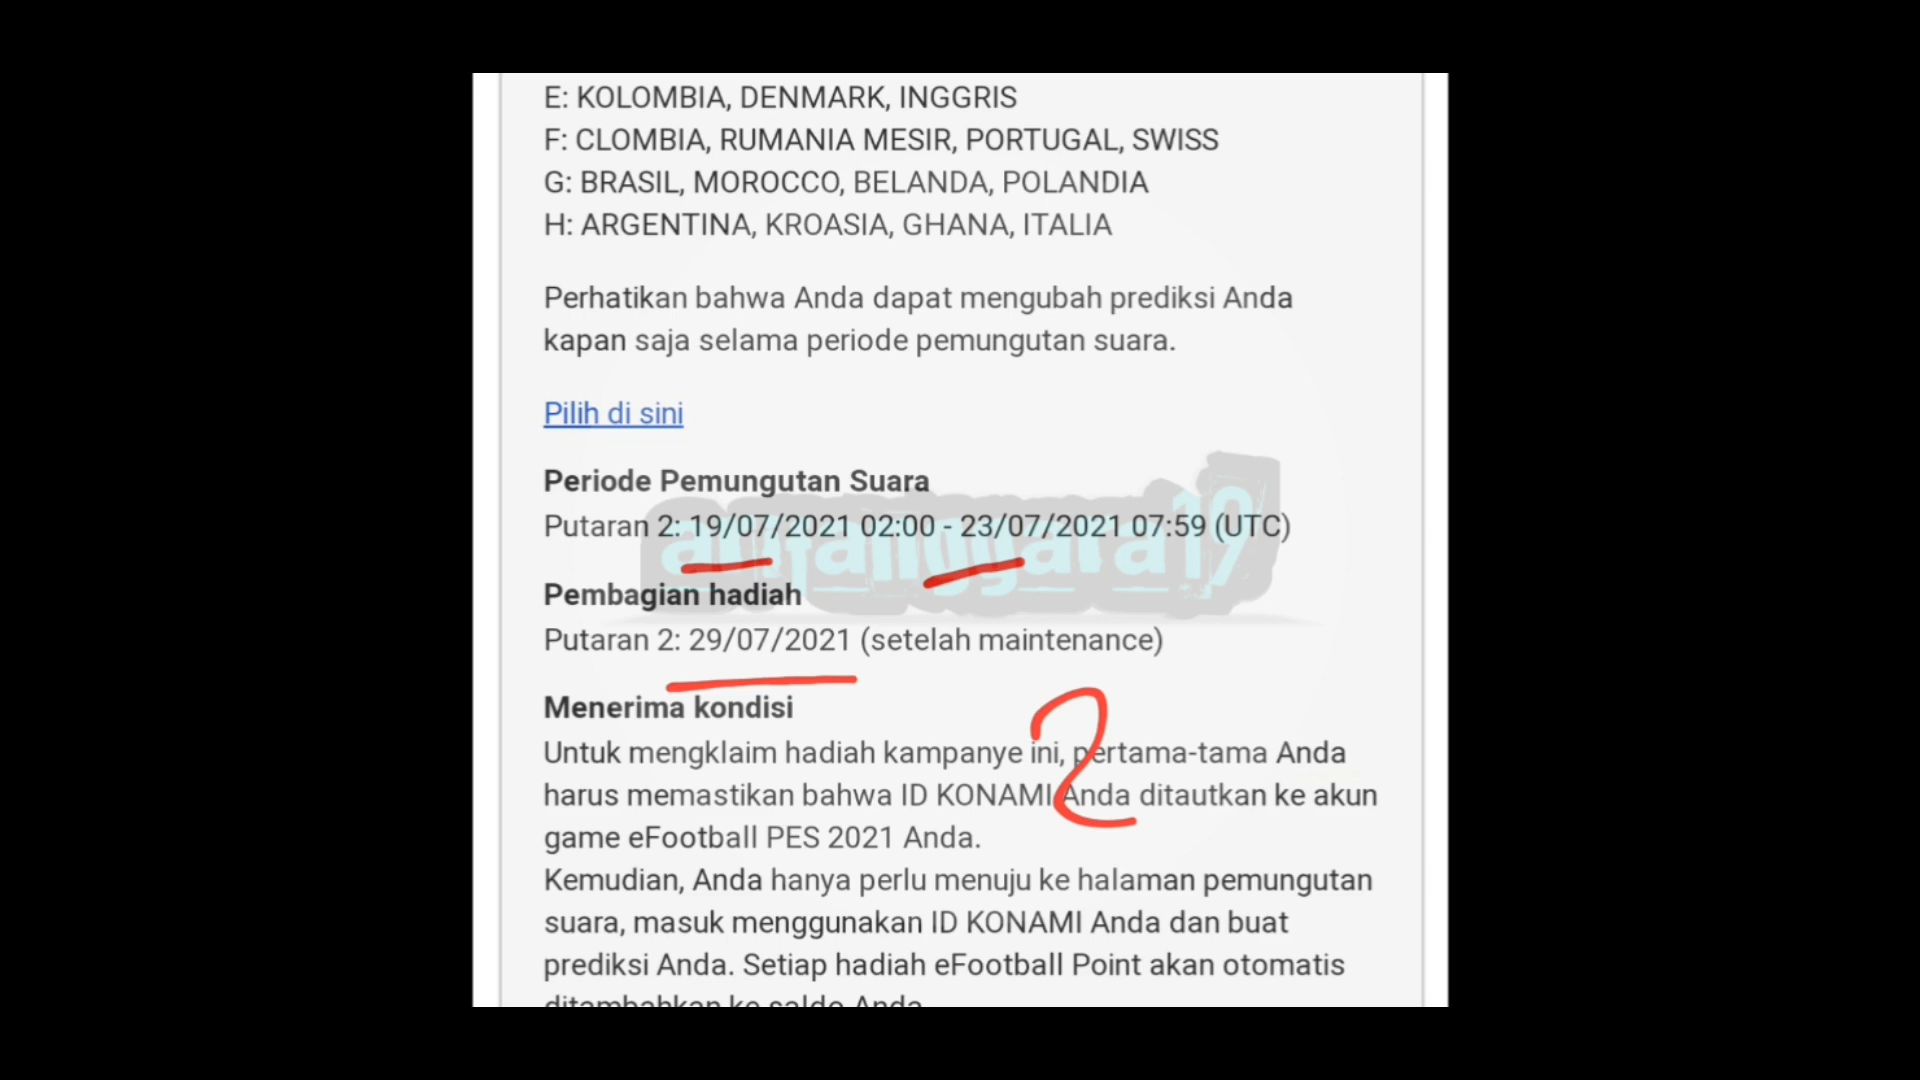 E: KOLOMBIA, DENMARK, INGGRIS
F: CLOMBIA, RUMANIA MESIR, PORTUGAL, SWISS
G: BRASIL, MOROCCO, BELANDA, POLANDIA
H: ARGENTINA, KROASIA, GHANA, ITALIA
Perhatikan bahwa Anda dapat mengubah prediksi Anda
kapan saja selama periode pemungutan suara.
Pilih di sini
Periode Pemungutan Suara
Putaran 2: 19/07/2021 02:00 - 23/07/2021 07:59 (UTC)
Pembagian hadiah
Putaran 2: 29/07/2021 (setelah maintenance)
Menerima kondisi
2
Untuk mengklaim hadiah kampanye ini, pertama-tama Anda
harus memastikan bahwa ID KONAMI Anda ditautkan ke akun
game eFootball PES 2021 Anda.
Kemudian, Anda hanya perlu menuju ke halaman pemungutan
suara, masuk menggunakan ID KONAMI Anda dan buat
prediksi Anda. Setiap hadiah eFootball Point akan otomatis
ditambahkan ke saldo Anda.